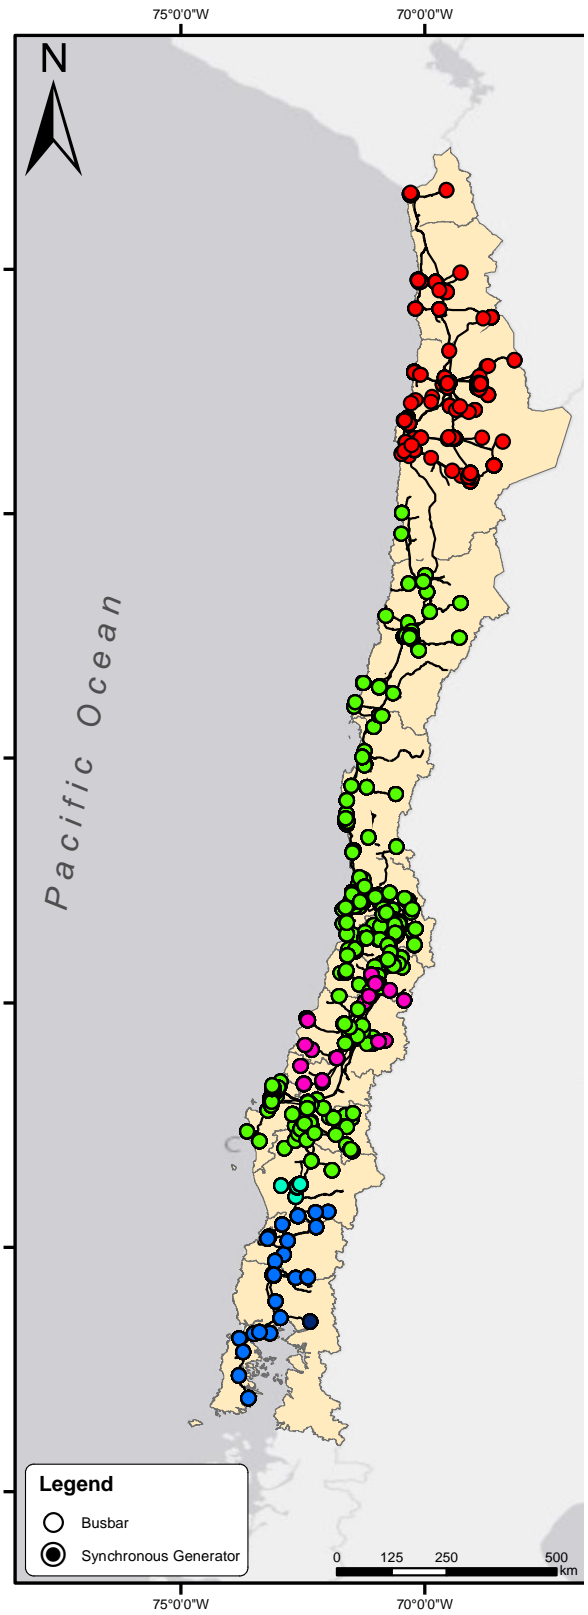 75°0'0"W 70°0'0"W
N
Pacific Ocean
Legend
Busbar
Synchronous Generator
0 125 250 500
km
75°0'0"W 70°0'0"W